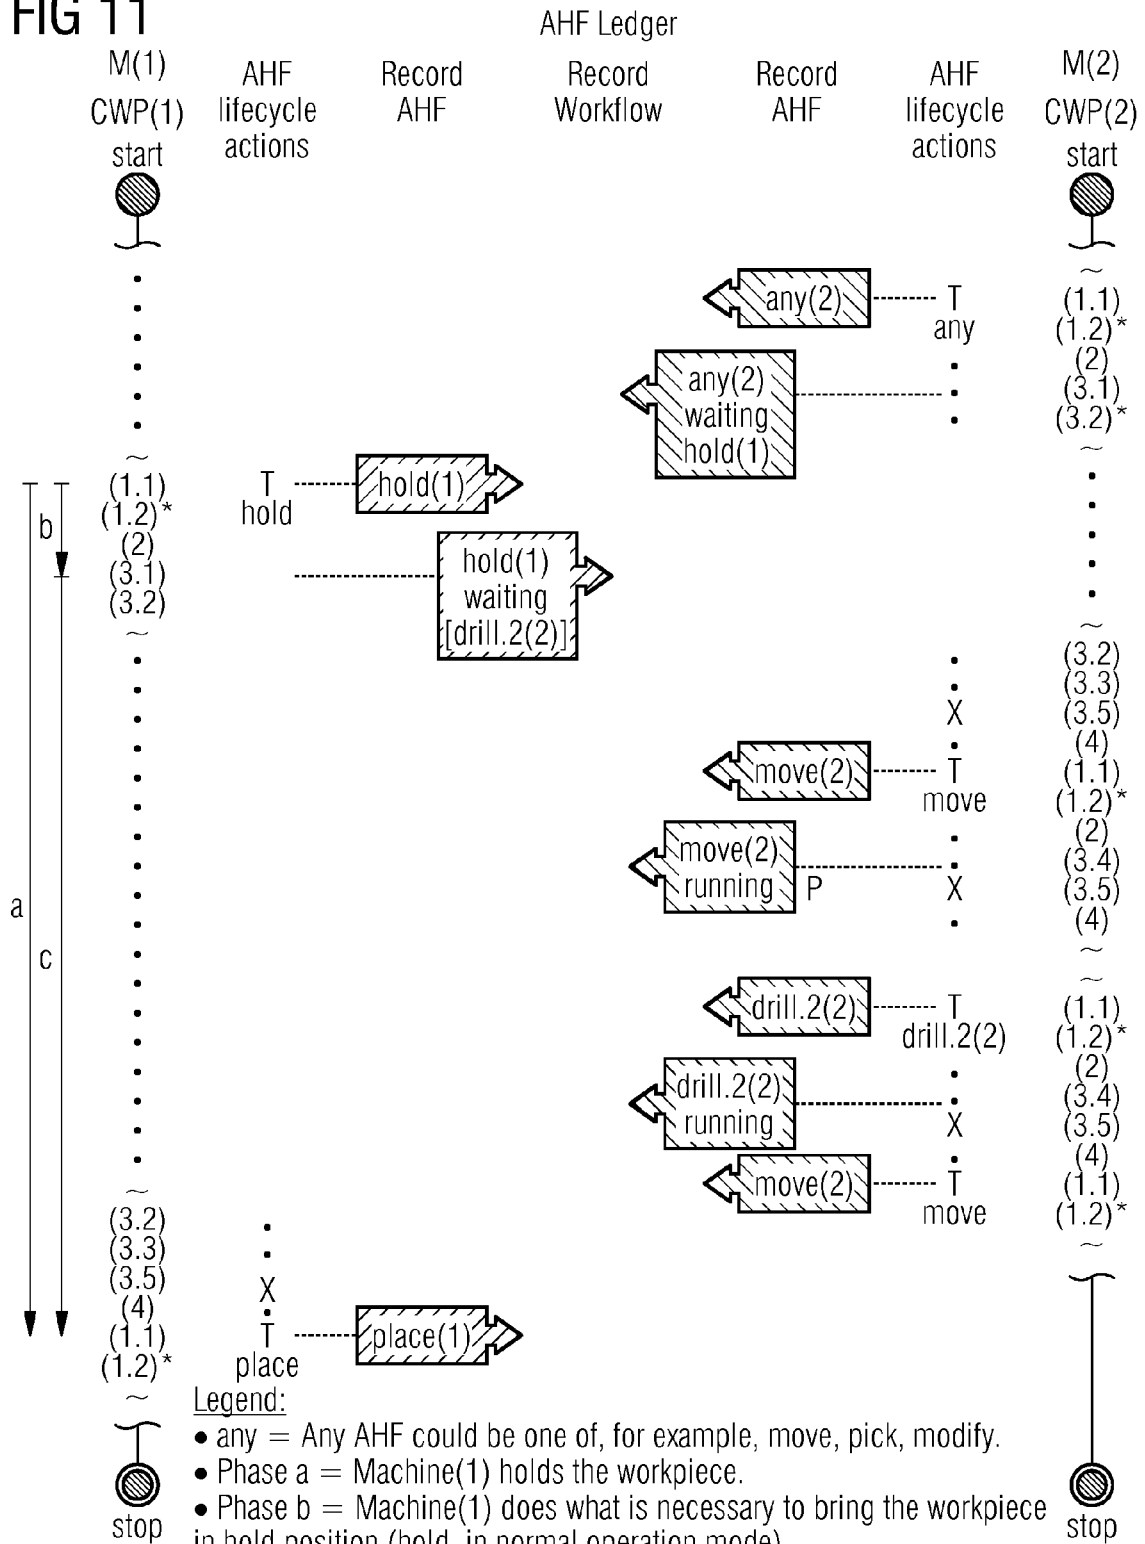 FIG 11
AHF Ledger
M(1)
CWP(1)
start
AHF
lifecycle
actions
Record
AHF
Record
Workflow
Record
AHF
AHF
lifecycle
actions
M(2)
CWP(2)
start
~
any(2)
T
any
(1.1)
(1.2)*
(2)
(3.1)
(3.2)*
~
any(2)
waiting
hold(1)
~
(1.1)
(1.2)*
(2)
(3.1)
(3.2)
~
T
hold
hold(1)
b
hold(1)
waiting
[drill.2(2)]
~
(3.2)
(3.3)
X
(3.5)
(4)
move(2)
T
move
(1.1)
(1.2)*
(2)
move(2)
running
P
X
(3.4)
(3.5)
(4)
~
a
c
~
drill.2(2)
T
drill.2(2)
(1.1)
(1.2)*
(2)
drill.2(2)
running
X
(3.4)
(3.5)
(4)
move(2)
T
move
(1.1)
(1.2)*
~
~
(3.2)
(3.3)
(3.5)
X
(4)
(1.1)
(1.2)*
~
T
place
place(1)
Legend:
• any = Any AHF could be one of, for example, move, pick, modify.
• Phase a = Machine(1) holds the workpiece.
• Phase b = Machine(1) does what is necessary to bring the workpiece
in hold position (hold, in normal operation mode)
stop
stop